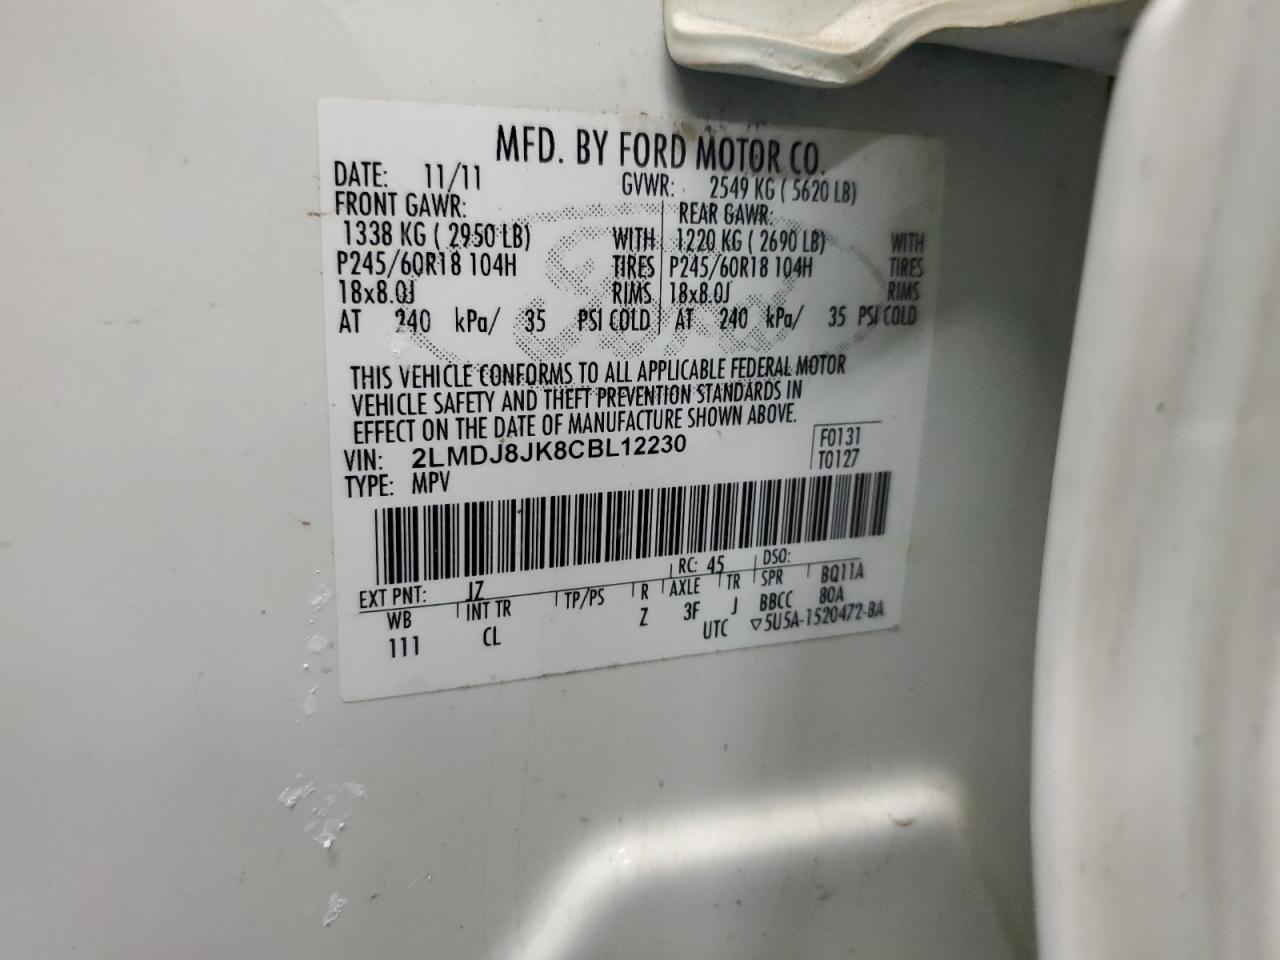 MFD. BY FORD MOTOR CO.
DATE: 11/11 GVWR: 2549 KG ( 5620 LB)
FRONT GAWR: REAR GAWR:
1338 KG ( 2950 LB) WITH 1220 KG ( 2690 LB) WITH
P245/60R18 104H TIRES P245/60R18 104H TIRES
18x8.0J RIMS 18x8.0J RIMS
AT 240 kPa/ 35 PSI COLD AT 240 kPa/ 35 PSI COLD
THIS VEHICLE CONFORMS TO ALL APPLICABLE FEDERAL MOTOR
VEHICLE SAFETY AND THEFT PREVENTION STANDARDS IN
EFFECT ON THE DATE OF MANUFACTURE SHOWN ABOVE.
VIN: 2LMDJ8JK8CBL12230 F0131
TYPE: MPV T0127
EXT PNT: JZ RC: 45 DSO:
WB INT TR TP/PS R AXLE TR SPR BQ11A
111 CL Z 3F J BBCC 80A
UTC ▽5U5A-1520472-BA